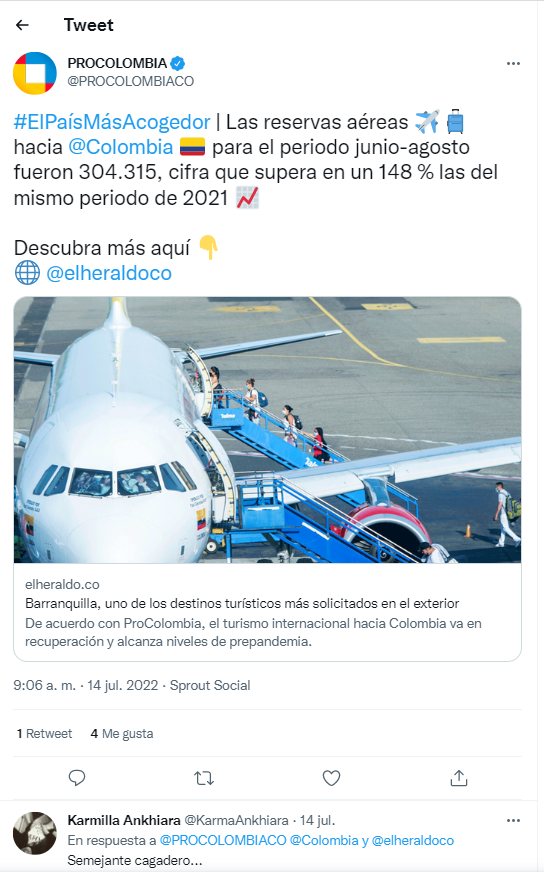 Tweet
PROCOLOMBIA
@PROCOLOMBIACO
#ElPaísMásAcogedor | Las reservas aéreas ✈️🧳
hacia @Colombia 🇨🇴 para el periodo junio-agosto
fueron 304.315, cifra que supera en un 148 % las del
mismo periodo de 2021 📈
Descubra más aquí 👇
🌐 @elheraldoco
elheraldo.co
Barranquilla, uno de los destinos turísticos más solicitados en el exterior
De acuerdo con ProColombia, el turismo internacional hacia Colombia va en
recuperación y alcanza niveles de prepandemia.
9:06 a. m. · 14 jul. 2022 · Sprout Social
1 Retweet 4 Me gusta
Karmilla Ankhiara @KarmaAnkhiara · 14 jul.
En respuesta a @PROCOLOMBIACO @Colombia y @elheraldoco
Semejante cagadero...